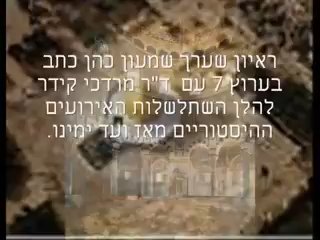 ראיון שערך שמעון כהן כתב
בערוץ 7 עם ד"ר מרדכי קידר
להלן השתלשלות האירועים
ההיסטוריים מאז ועד ימינו.